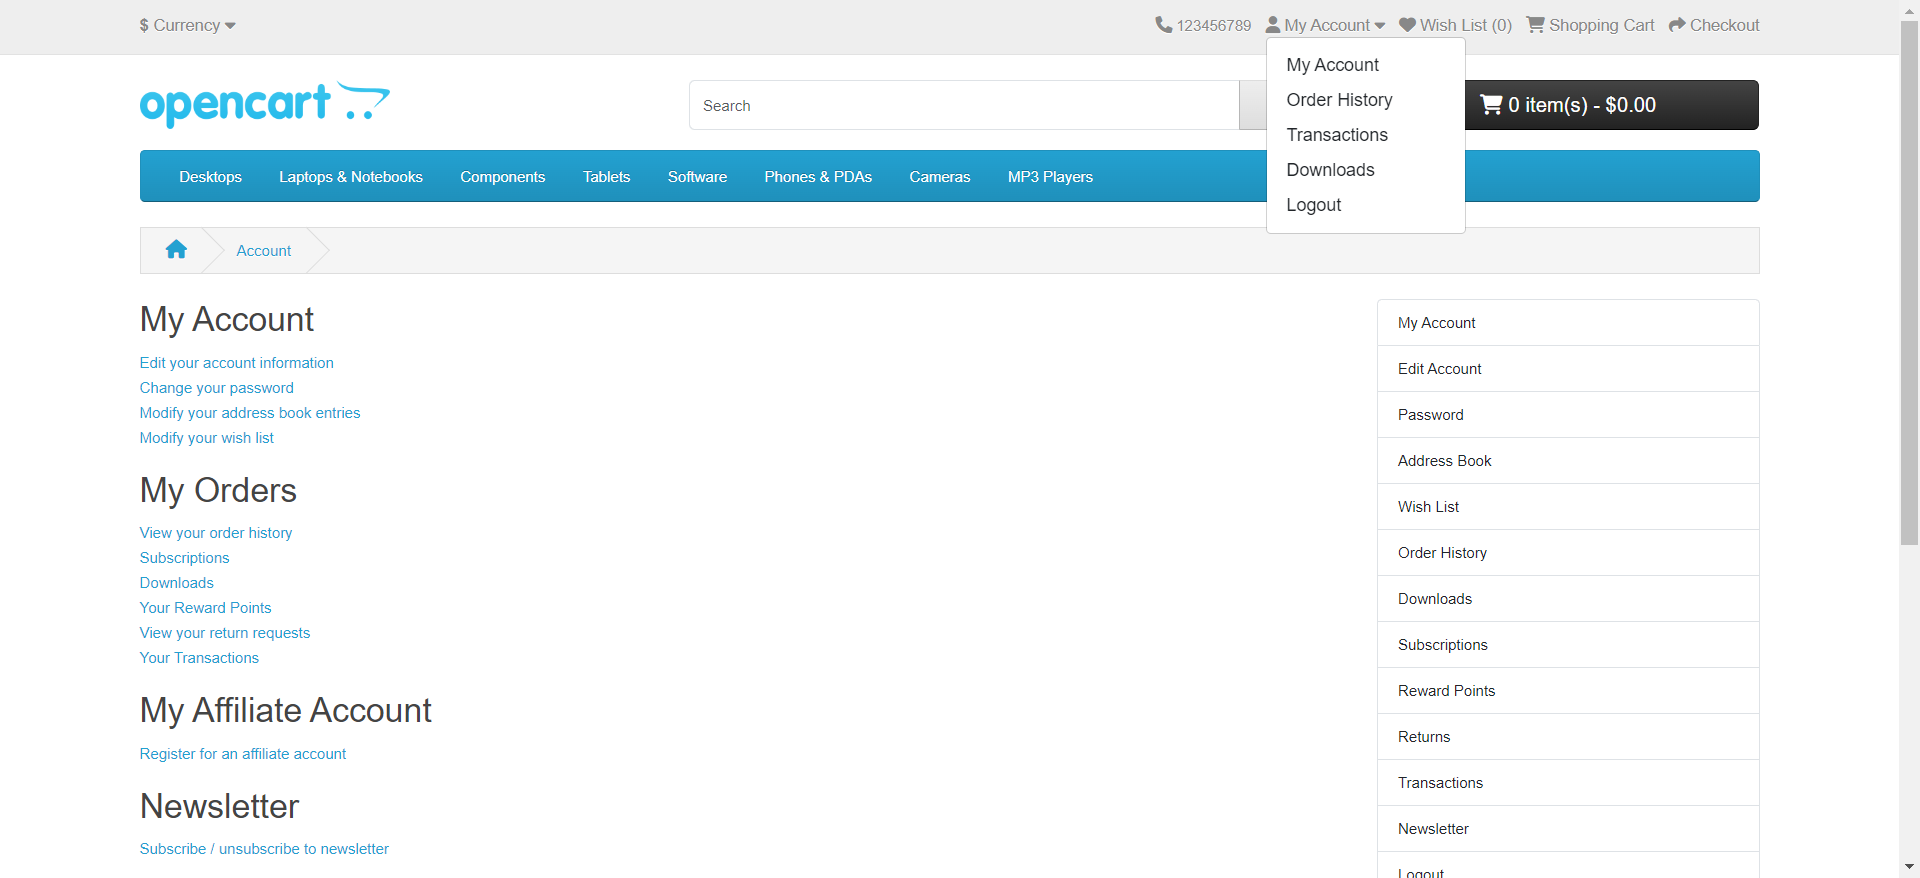 $ Currency
123456789 My Account Wish List (0) Shopping Cart Checkout
My Account
Order History
Transactions
Downloads
Logout
opencart
Search
0 item(s) - $0.00
Desktops Laptops & Notebooks Components Tablets Software Phones & PDAs Cameras MP3 Players
Account
My Account
Edit your account information
Change your password
Modify your address book entries
Modify your wish list
My Orders
View your order history
Subscriptions
Downloads
Your Reward Points
View your return requests
Your Transactions
My Affiliate Account
Register for an affiliate account
Newsletter
Subscribe / unsubscribe to newsletter
My Account
Edit Account
Password
Address Book
Wish List
Order History
Downloads
Subscriptions
Reward Points
Returns
Transactions
Newsletter
Logout